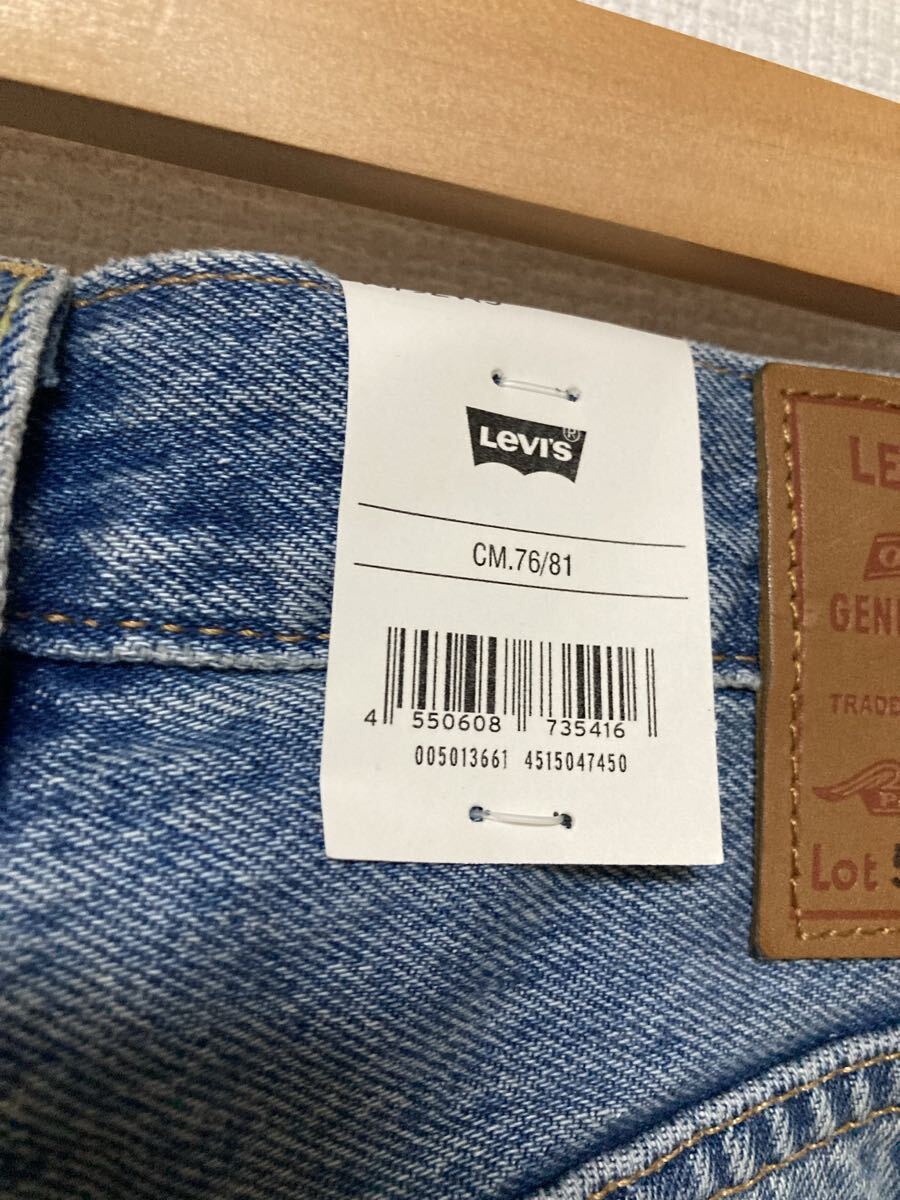 LEVI'S®
CM.76/81
4 550608 735416
005013661 4515047450
LE
GEN
TRADE
Lot 5